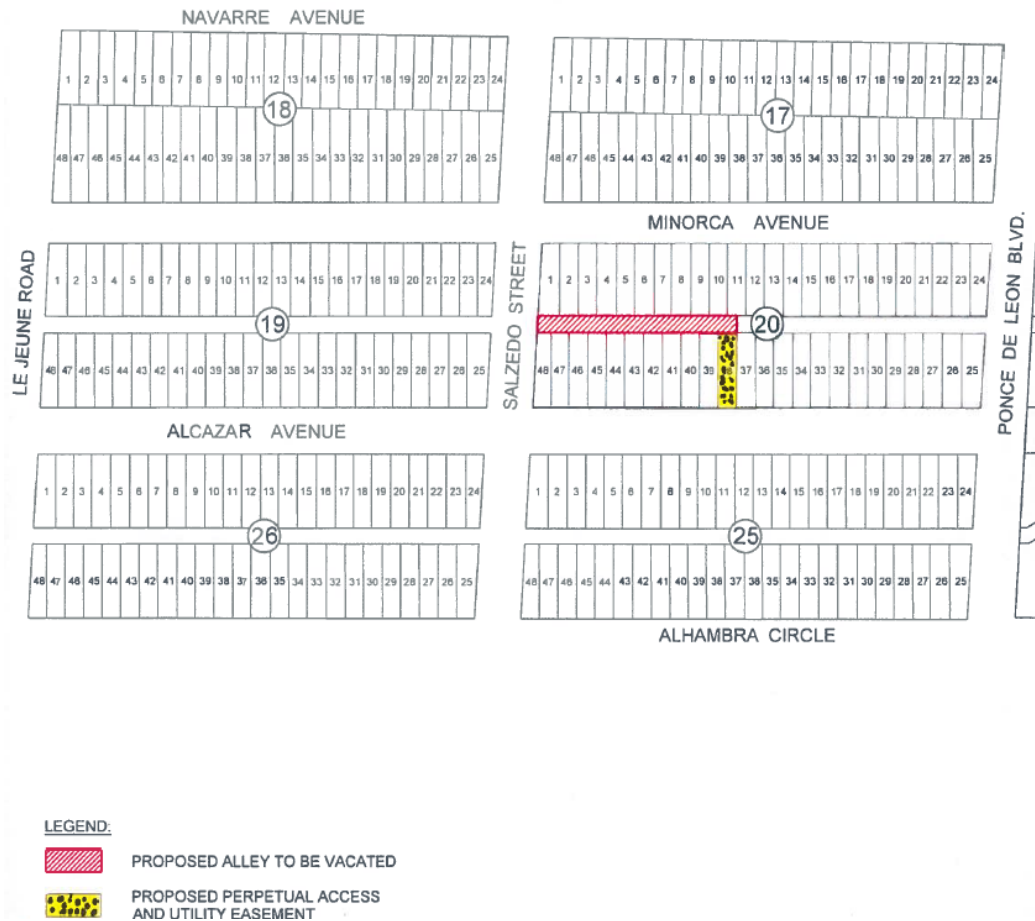 NAVARRE AVENUE
1 2 3 4 5 6 7 8 9 10 11 12 13 14 15 16 17 18 19 20 21 22 23 24
1 2 3 4 5 6 7 8 9 10 11 12 13 14 15 16 17 18 19 20 21 22 23 24
18
17
48 47 46 45 44 43 42 41 40 39 38 37 36 35 34 33 32 31 30 29 28 27 26 25
48 47 46 45 44 43 42 41 40 39 38 37 36 35 34 33 32 31 30 29 28 27 26 25
MINORCA AVENUE
LE JEUNE ROAD
SALZEDO STREET
PONCE DE LEON BLVD.
1 2 3 4 5 6 7 8 9 10 11 12 13 14 15 16 17 18 19 20 21 22 23 24
1 2 3 4 5 6 7 8 9 10 11 12 13 14 15 16 17 18 19 20 21 22 23 24
19
20
48 47 46 45 44 43 42 41 40 39 38 37 36 35 34 33 32 31 30 29 28 27 26 25
48 47 46 45 44 43 42 41 40 39 38 37 36 35 34 33 32 31 30 29 28 27 26 25
ALCAZAR AVENUE
1 2 3 4 5 6 7 8 9 10 11 12 13 14 15 16 17 18 19 20 21 22 23 24
1 2 3 4 5 6 7 8 9 10 11 12 13 14 15 16 17 18 19 20 21 22 23 24
26
25
48 47 46 45 44 43 42 41 40 39 38 37 36 35 34 33 32 31 30 29 28 27 26 25
48 47 46 45 44 43 42 41 40 39 38 37 36 35 34 33 32 31 30 29 28 27 26 25
ALHAMBRA CIRCLE
LEGEND:
PROPOSED ALLEY TO BE VACATED
PROPOSED PERPETUAL ACCESS
AND UTILITY EASEMENT